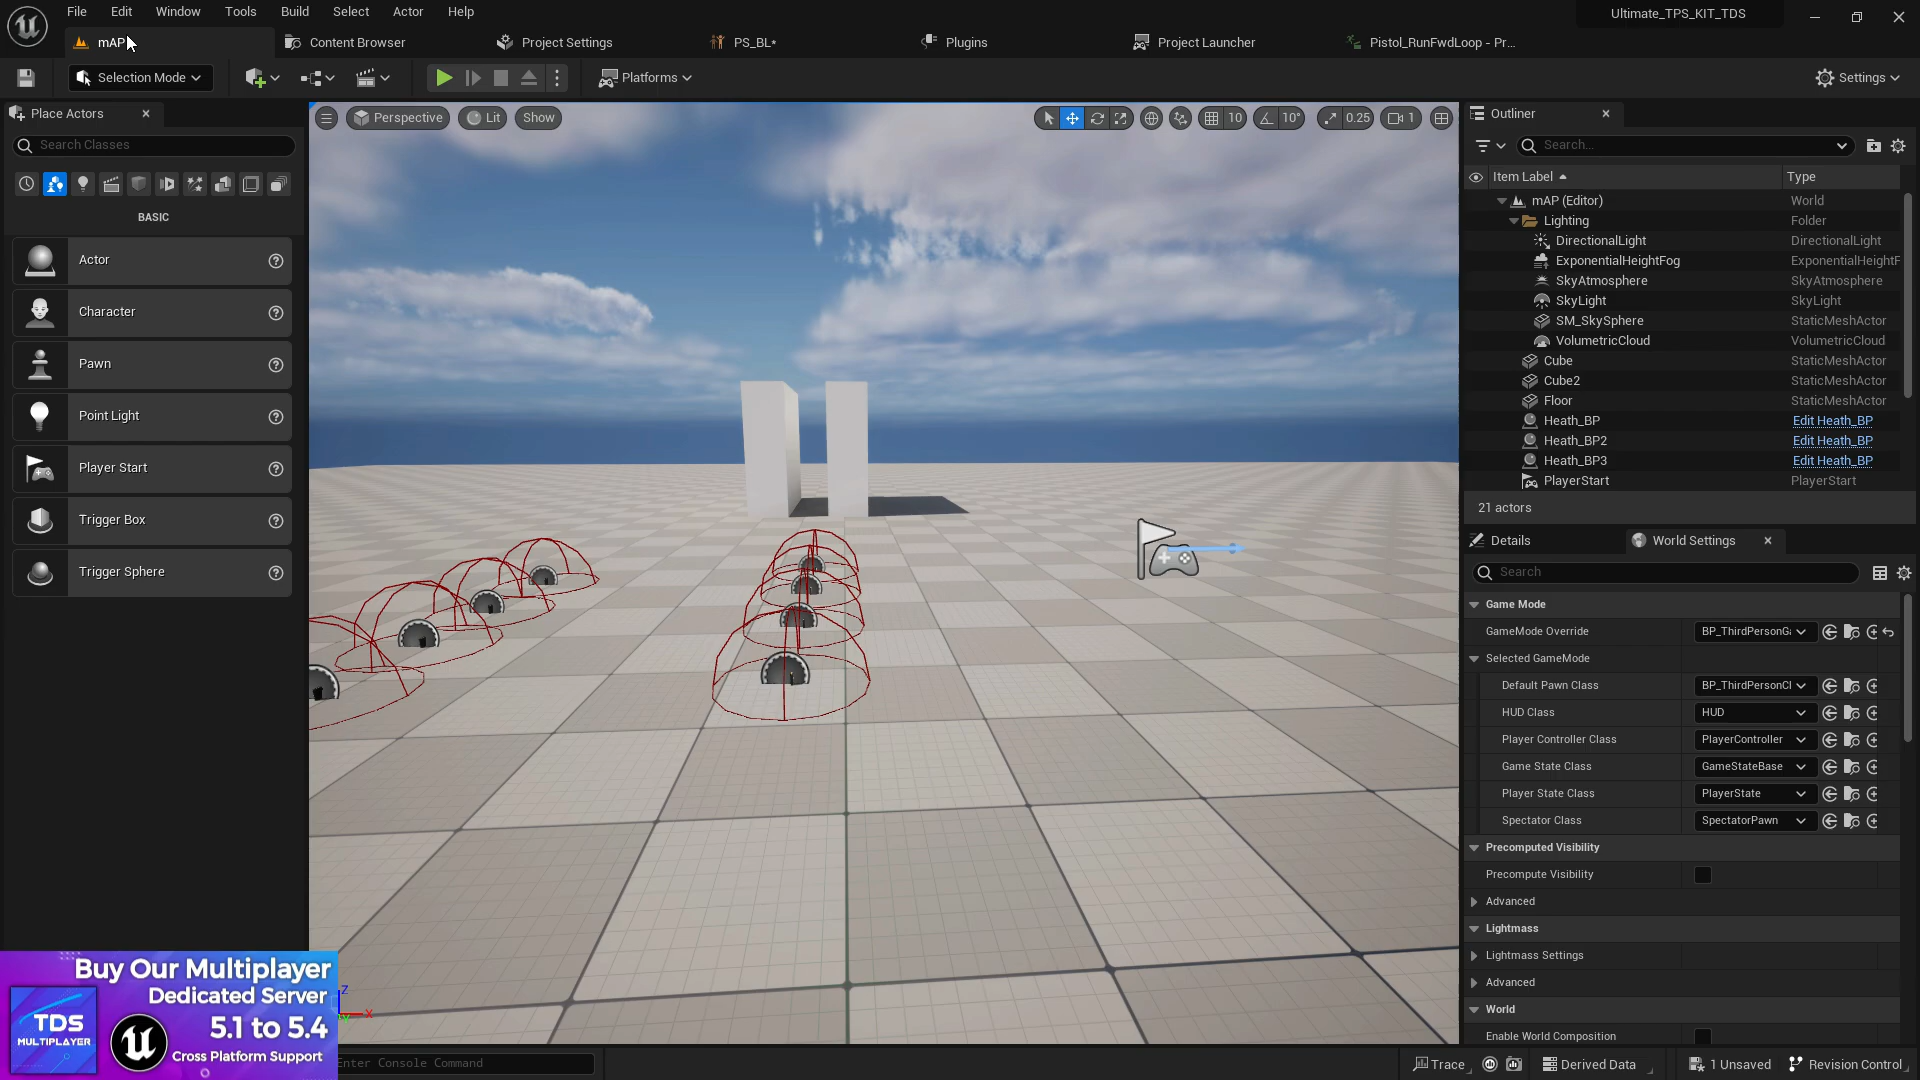 File Edit Window Tools Build Select Actor Help
Ultimate_TPS_KIT_TDS
mAP
Content Browser
Project Settings
PS_BL*
Plugins
Project Launcher
Pistol_RunFwdLoop - Pr...
Selection Mode
Platforms
Settings
Place Actors
Search Classes
BASIC
Actor
Character
Pawn
Point Light
Player Start
Trigger Box
Trigger Sphere
Perspective
Lit
Show
10
10°
0.25
1
Outliner
Search...
Item Label
Type
mAP (Editor) World
Lighting Folder
DirectionalLight DirectionalLight
ExponentialHeightFog ExponentialHeightF
SkyAtmosphere SkyAtmosphere
SkyLight SkyLight
SM_SkySphere StaticMeshActor
VolumetricCloud VolumetricCloud
Cube StaticMeshActor
Cube2 StaticMeshActor
Floor StaticMeshActor
Heath_BP Edit Heath_BP
Heath_BP2 Edit Heath_BP
Heath_BP3 Edit Heath_BP
PlayerStart PlayerStart
21 actors
Details
World Settings
Search
Game Mode
GameMode Override BP_ThirdPersonGa
Selected GameMode
Default Pawn Class BP_ThirdPersonCl
HUD Class HUD
Player Controller Class PlayerController
Game State Class GameStateBase
Player State Class PlayerState
Spectator Class SpectatorPawn
Precomputed Visibility
Precompute Visibility
Advanced
Lightmass
Lightmass Settings
Advanced
World
Enable World Composition
Buy Our Multiplayer
Dedicated Server
5.1 to 5.4
Cross Platform Support
TDS
MULTIPLAYER
Z
X
Enter Console Command
Trace
Derived Data
1 Unsaved
Revision Control